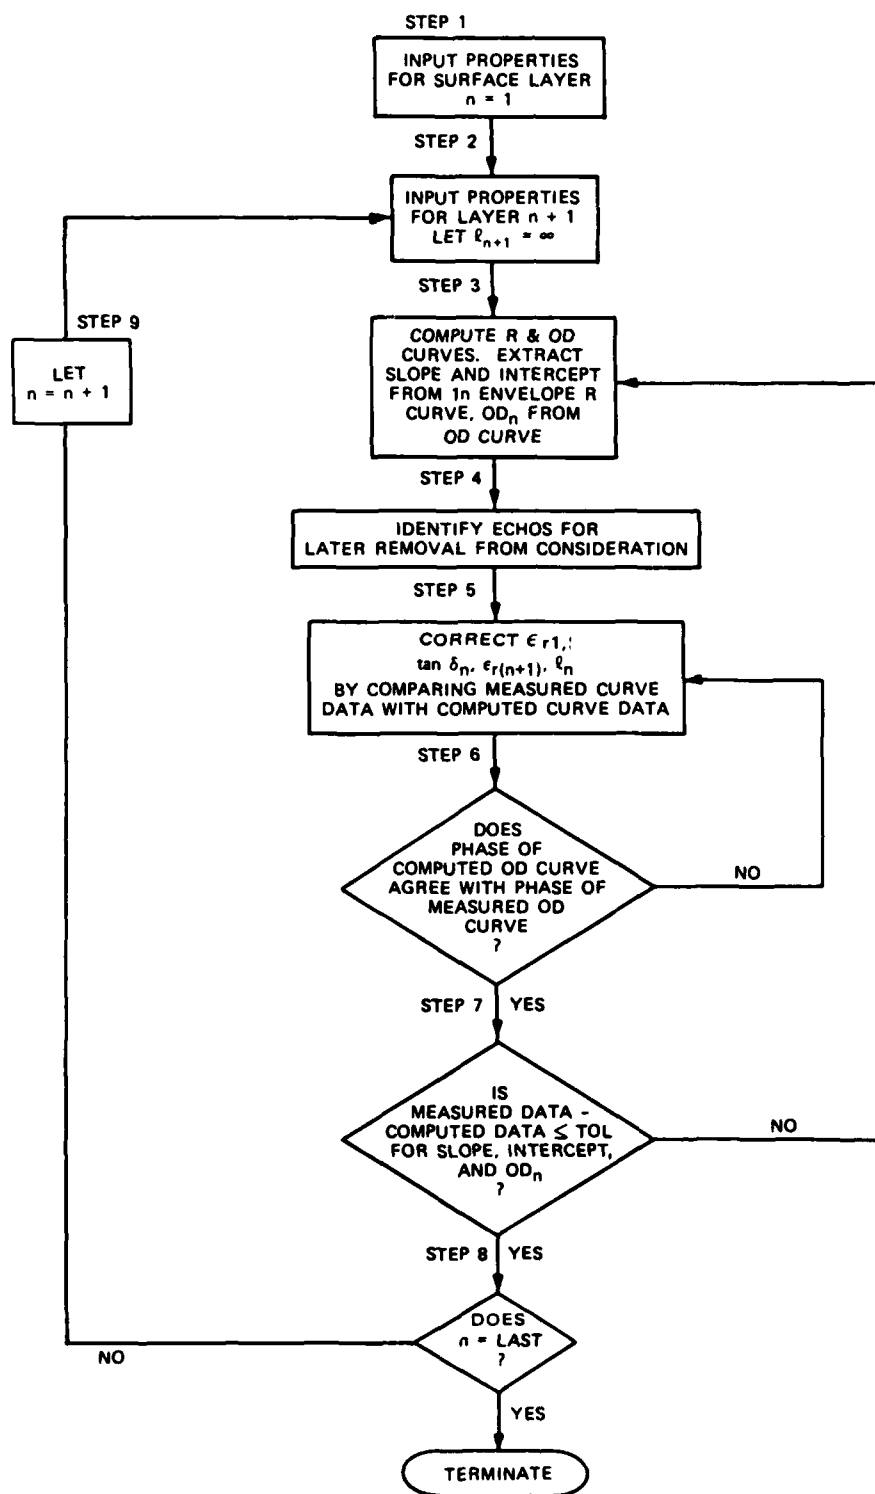 STEP 1
INPUT PROPERTIES
FOR SURFACE LAYER
n = 1
STEP 2
INPUT PROPERTIES
FOR LAYER n + 1
LET ℓn+1 = ∞
STEP 3
COMPUTE R & OD
CURVES. EXTRACT
SLOPE AND INTERCEPT
FROM 1n ENVELOPE R
CURVE, ODn FROM
OD CURVE
STEP 4
IDENTIFY ECHOS FOR
LATER REMOVAL FROM CONSIDERATION
STEP 5
CORRECT ϵr1,
tan δn, ϵr(n+1), ℓn
BY COMPARING MEASURED CURVE
DATA WITH COMPUTED CURVE DATA
STEP 6
DOES
PHASE OF
COMPUTED OD CURVE
AGREE WITH PHASE OF
MEASURED OD
CURVE
?
NO
STEP 7 YES
IS
MEASURED DATA -
COMPUTED DATA ≤ TOL
FOR SLOPE, INTERCEPT,
AND ODn
?
NO
STEP 8 YES
DOES
n = LAST
?
NO
YES
TERMINATE
STEP 9
LET
n = n + 1